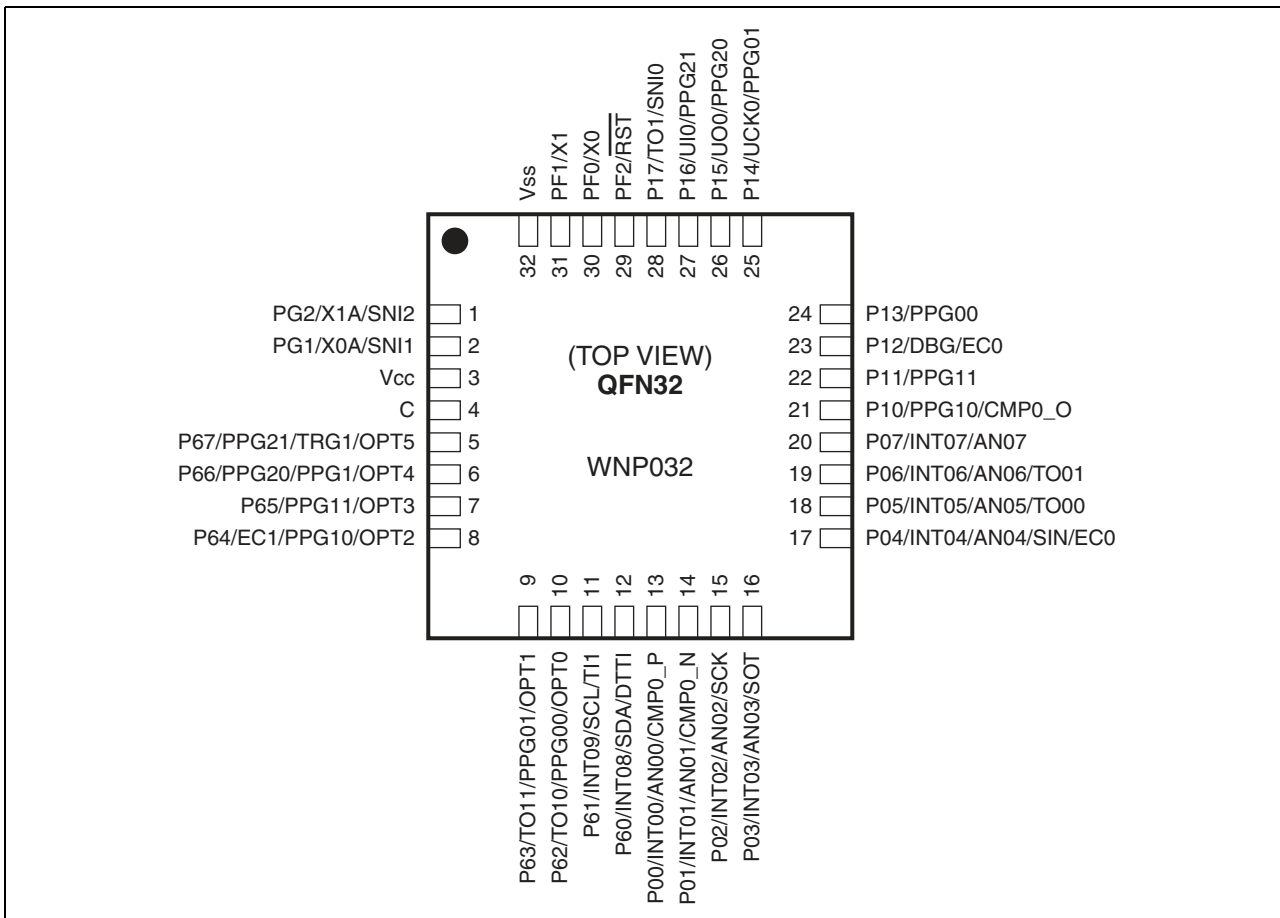 Vss
PF1/X1
PF0/X0
PF2/RST
P17/TO1/SNI0
P16/UI0/PPG21
P15/UO0/PPG20
P14/UCK0/PPG01
32
31
30
29
28
27
26
25
PG2/X1A/SNI2 1
PG1/X0A/SNI1 2
Vcc 3
C 4
P67/PPG21/TRG1/OPT5 5
P66/PPG20/PPG1/OPT4 6
P65/PPG11/OPT3 7
P64/EC1/PPG10/OPT2 8
(TOP VIEW)
QFN32
WNP032
24 P13/PPG00
23 P12/DBG/EC0
22 P11/PPG11
21 P10/PPG10/CMP0_O
20 P07/INT07/AN07
19 P06/INT06/AN06/TO01
18 P05/INT05/AN05/TO00
17 P04/INT04/AN04/SIN/EC0
9
10
11
12
13
14
15
16
P63/TO11/PPG01/OPT1
P62/TO10/PPG00/OPT0
P61/INT09/SCL/TI1
P60/INT08/SDA/DTTI
P00/INT00/AN00/CMP0_P
P01/INT01/AN01/CMP0_N
P02/INT02/AN02/SCK
P03/INT03/AN03/SOT